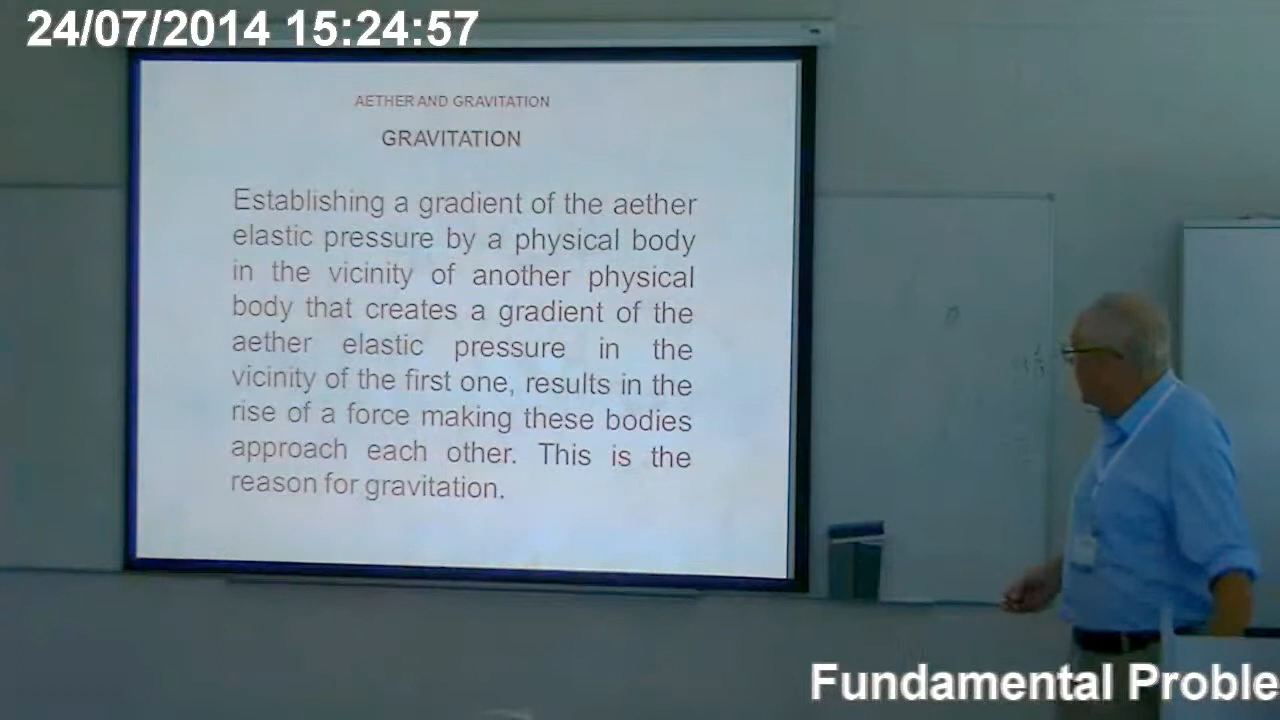 24/07/2014 15:24:57
AETHER AND GRAVITATION
GRAVITATION
Establishing a gradient of the aether
elastic pressure by a physical body
in the vicinity of another physical
body that creates a gradient of the
aether elastic pressure in the
vicinity of the first one, results in the
rise of a force making these bodies
approach each other. This is the
reason for gravitation.
Fundamental Proble